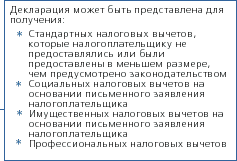 Декларация может быть представлена для
получения:
* Стандартных налоговых вычетов,
которые налогоплательщику не
предоставлялись или были
предоставлены в меньшем размере,
чем предусмотрено законодательством
* Социальных налоговых вычетов на
основании письменного заявления
налогоплательщика
* Имущественных налоговых вычетов на
основании письменного заявления
налогоплательщика
* Профессиональных налоговых вычетов